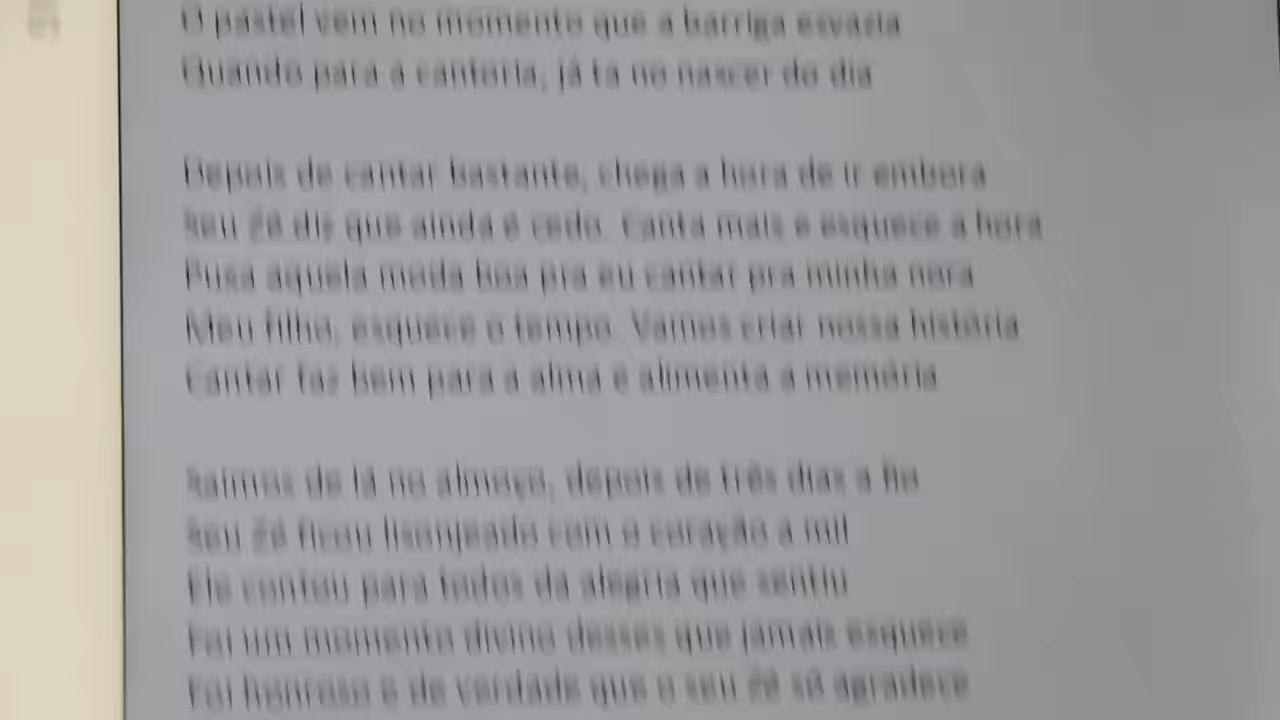 O pastel vem no momento que a barriga esvazia
Quando para a cantoria, já ta no nascer do dia
Depois de cantar bastante, chega a hora de ir embora
Seu Zé diz que ainda é cedo. Canta mais e esquece a hora
Puxa aquela moda boa pra eu cantar pra minha nora
Meu filho, esquece o tempo. Vamos criar nossa história
Cantar faz bem para a alma e alimenta a memória
Saímos de lá no almoço, depois de três dias a fio
Seu Zé ficou lisonjeado com o coração a mil
Ele contou para todos da alegria que sentiu
Foi um momento divino desses que jamais esquece
Foi honroso e de verdade que o seu Zé só agradece